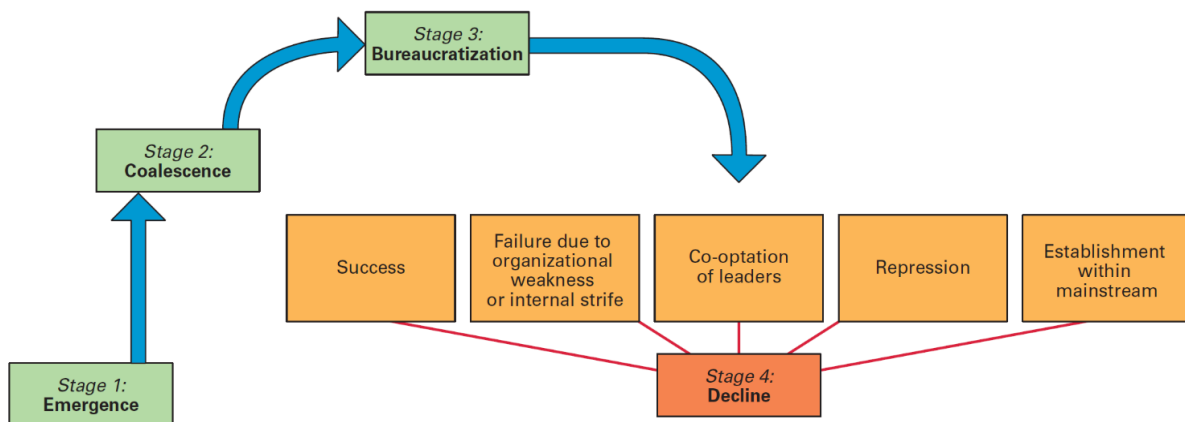 Stage 3:
Bureaucratization
Stage 2:
Coalescence
Success
Failure due to
organizational
weakness
or internal strife
Co-optation
of leaders
Repression
Establishment
within
mainstream
Stage 1:
Emergence
Stage 4:
Decline